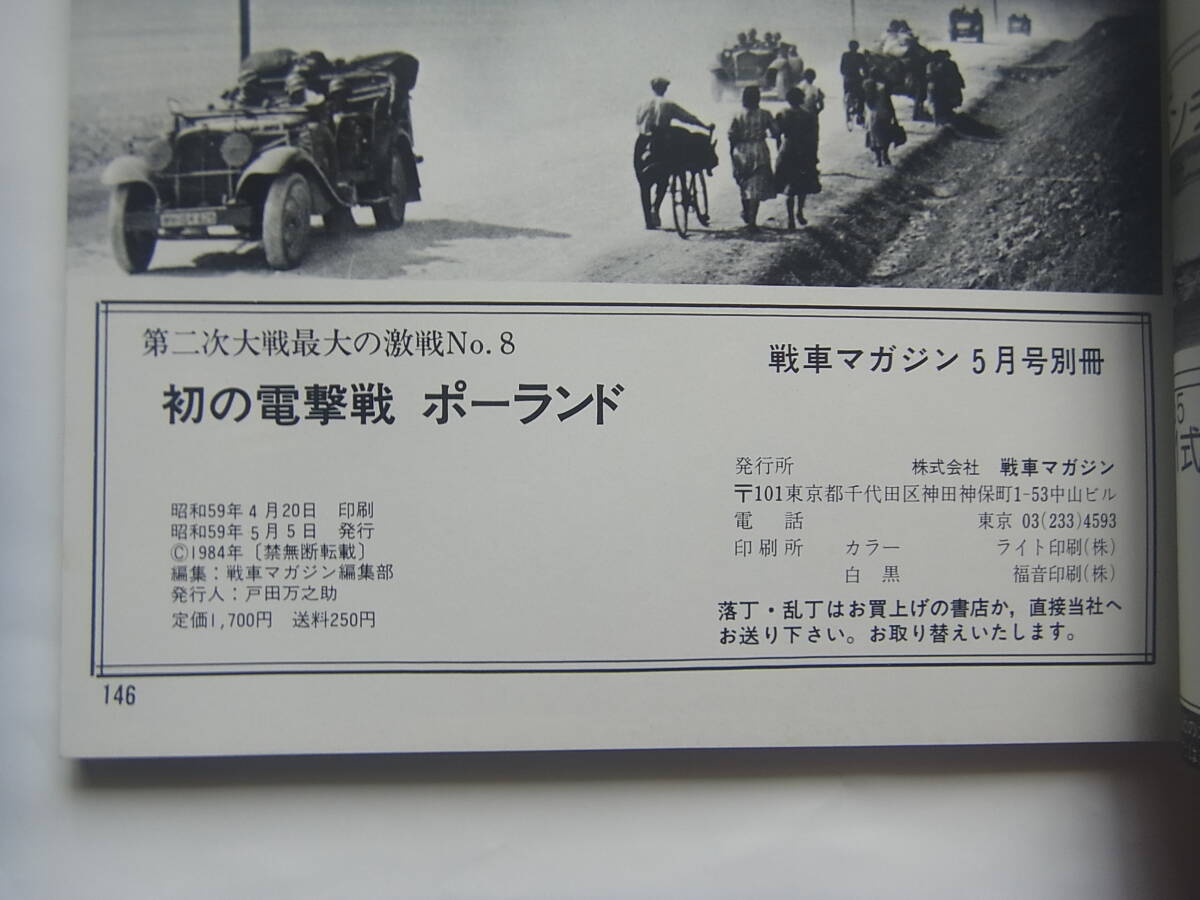 第二次大戦最大の激戦No.8
初の電撃戦 ポーランド
昭和59年4月20日 印刷
昭和59年5月5日 発行
©1984年〔禁無断転載〕
編集:戦車マガジン編集部
発行人:戸田万之助
定価1,700円 送料250円
戦車マガジン5月号別冊
発行所 株式会社 戦車マガジン
〒101東京都千代田区神田神保町1-53中山ビル
電話 東京 03(233)4593
印刷所 カラー ライト印刷(株)
白黒 福音印刷(株)
落丁・乱丁はお買上げの書店か,直接当社へ
お送り下さい。お取り替えいたします。
146